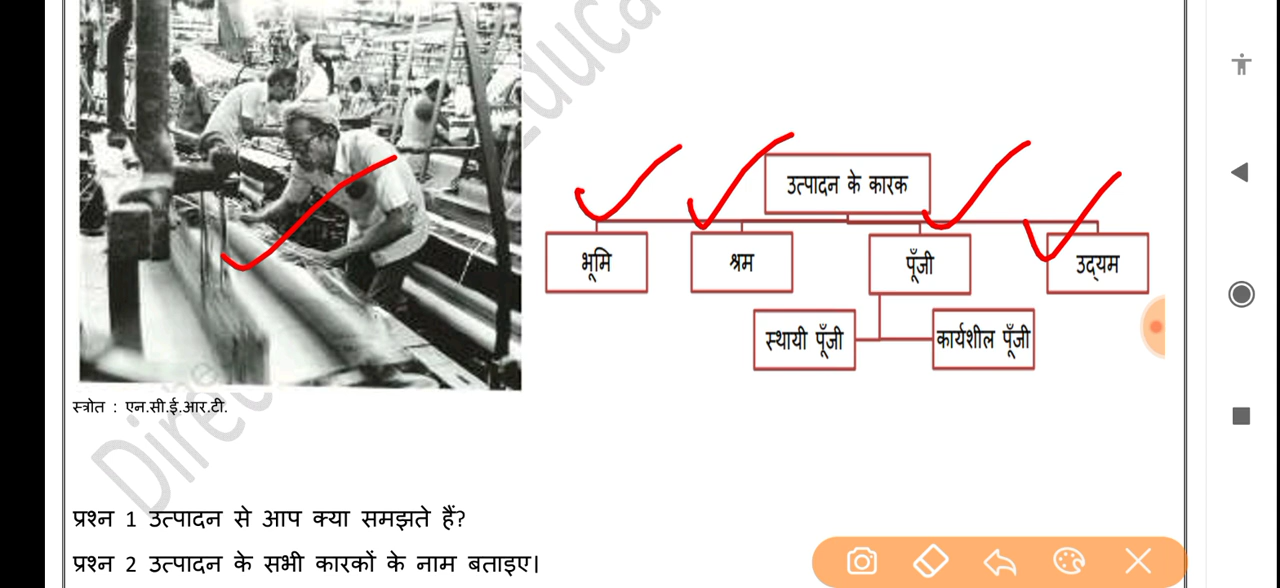 उत्पादन के कारक
भूमि
श्रम
पूँजी
उद्यम
स्थायी पूँजी
कार्यशील पूँजी
स्त्रोत : एन.सी.ई.आर.टी.
प्रश्न 1 उत्पादन से आप क्या समझते हैं?
प्रश्न 2 उत्पादन के सभी कारकों के नाम बताइए।